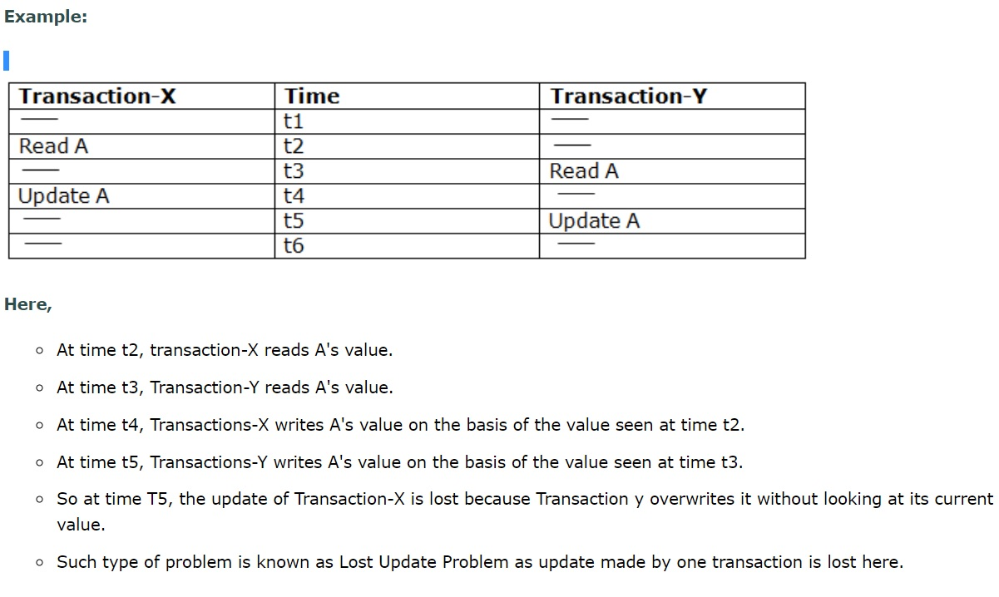 Example:
Transaction-X Time Transaction-Y
—— t1 ——
Read A t2 ——
—— t3 Read A
Update A t4 ——
—— t5 Update A
—— t6 ——
Here,
○ At time t2, transaction-X reads A's value.
○ At time t3, Transaction-Y reads A's value.
○ At time t4, Transactions-X writes A's value on the basis of the value seen at time t2.
○ At time t5, Transactions-Y writes A's value on the basis of the value seen at time t3.
○ So at time T5, the update of Transaction-X is lost because Transaction y overwrites it without looking at its current
value.
○ Such type of problem is known as Lost Update Problem as update made by one transaction is lost here.